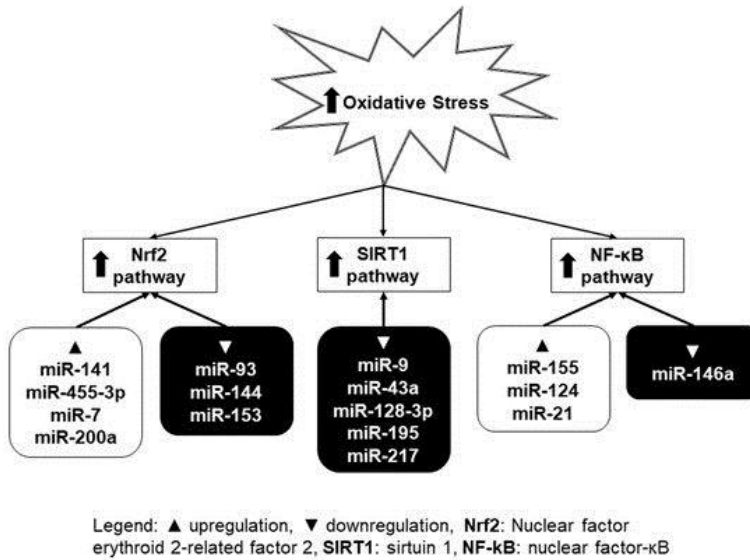 ⬆ Oxidative Stress
⬆ Nrf2
pathway
⬆ SIRT1
pathway
⬆ NF-κB
pathway
▲
miR-141
miR-455-3p
miR-7
miR-200a
▼
miR-93
miR-144
miR-153
▼
miR-9
miR-43a
miR-128-3p
miR-195
miR-217
▲
miR-155
miR-124
miR-21
▼
miR-146a
Legend: ▲ upregulation, ▼ downregulation, Nrf2: Nuclear factor
erythroid 2-related factor 2, SIRT1: sirtuin 1, NF-kB: nuclear factor-κB